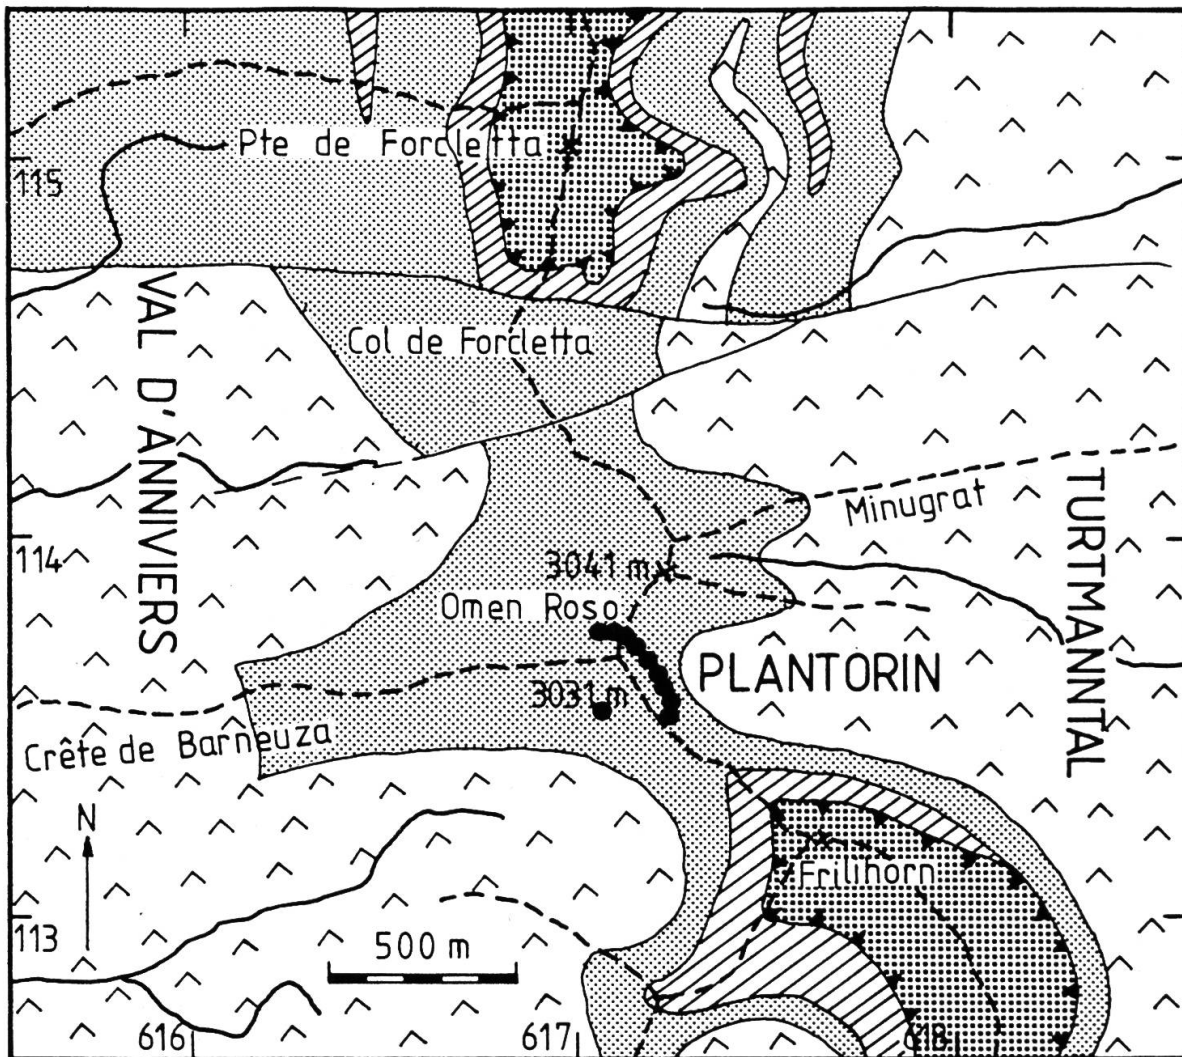 Pte de Forcletta
115
VAL D'ANNIVIERS
Col de Forcletta
Minugrat
TURTMANNTAL
114
3041 m
Omen Roso
PLANTORIN
3031 m
Crête de Barneuza
N
Frilihorn
113
500 m
616
617
618